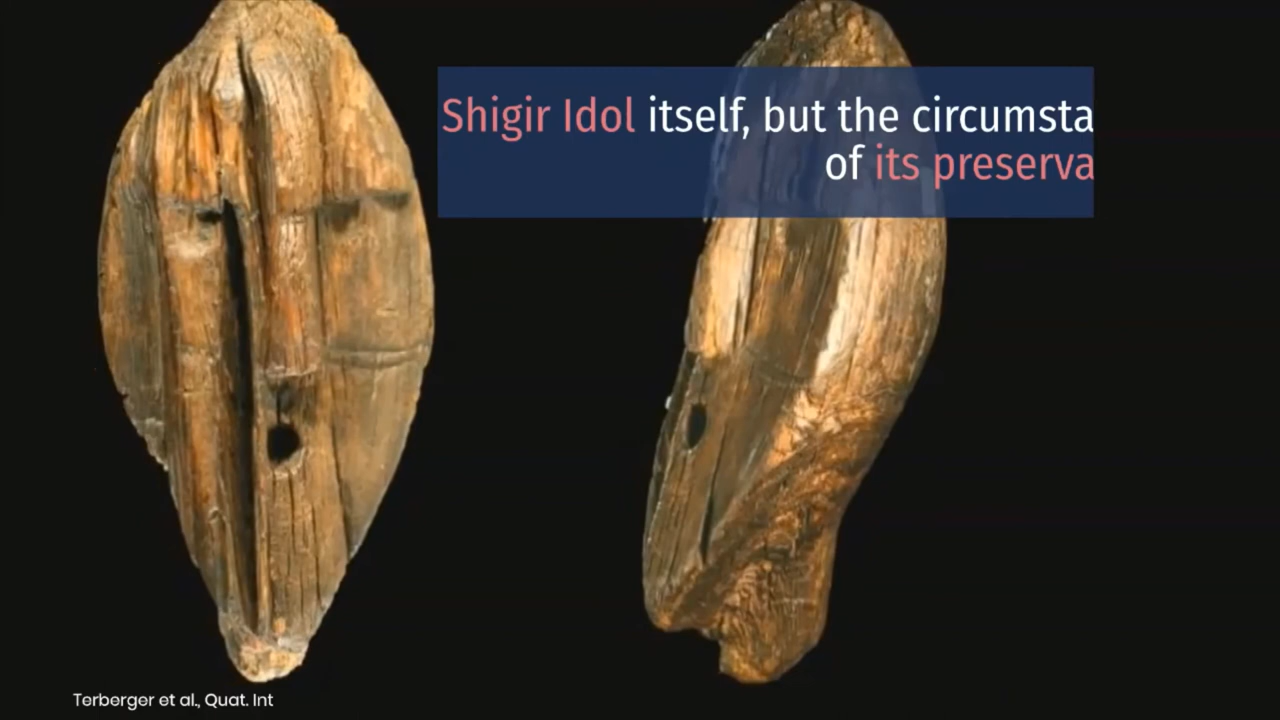 Shigir Idol itself, but the circumsta
of its preserva
Terberger et al., Quat. Int